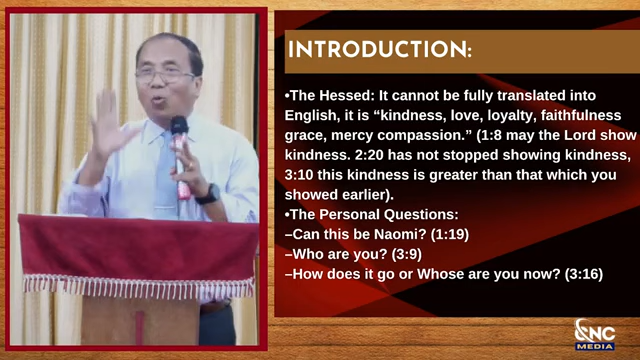 INTRODUCTION:
•The Hessed: It cannot be fully translated into
English, it is “kindness, love, loyalty, faithfulness
grace, mercy compassion.” (1:8 may the Lord show
kindness. 2:20 has not stopped showing kindness,
3:10 this kindness is greater than that which you
showed earlier).
•The Personal Questions:
–Can this be Naomi? (1:19)
–Who are you? (3:9)
–How does it go or Whose are you now? (3:16)
NC
MEDIA